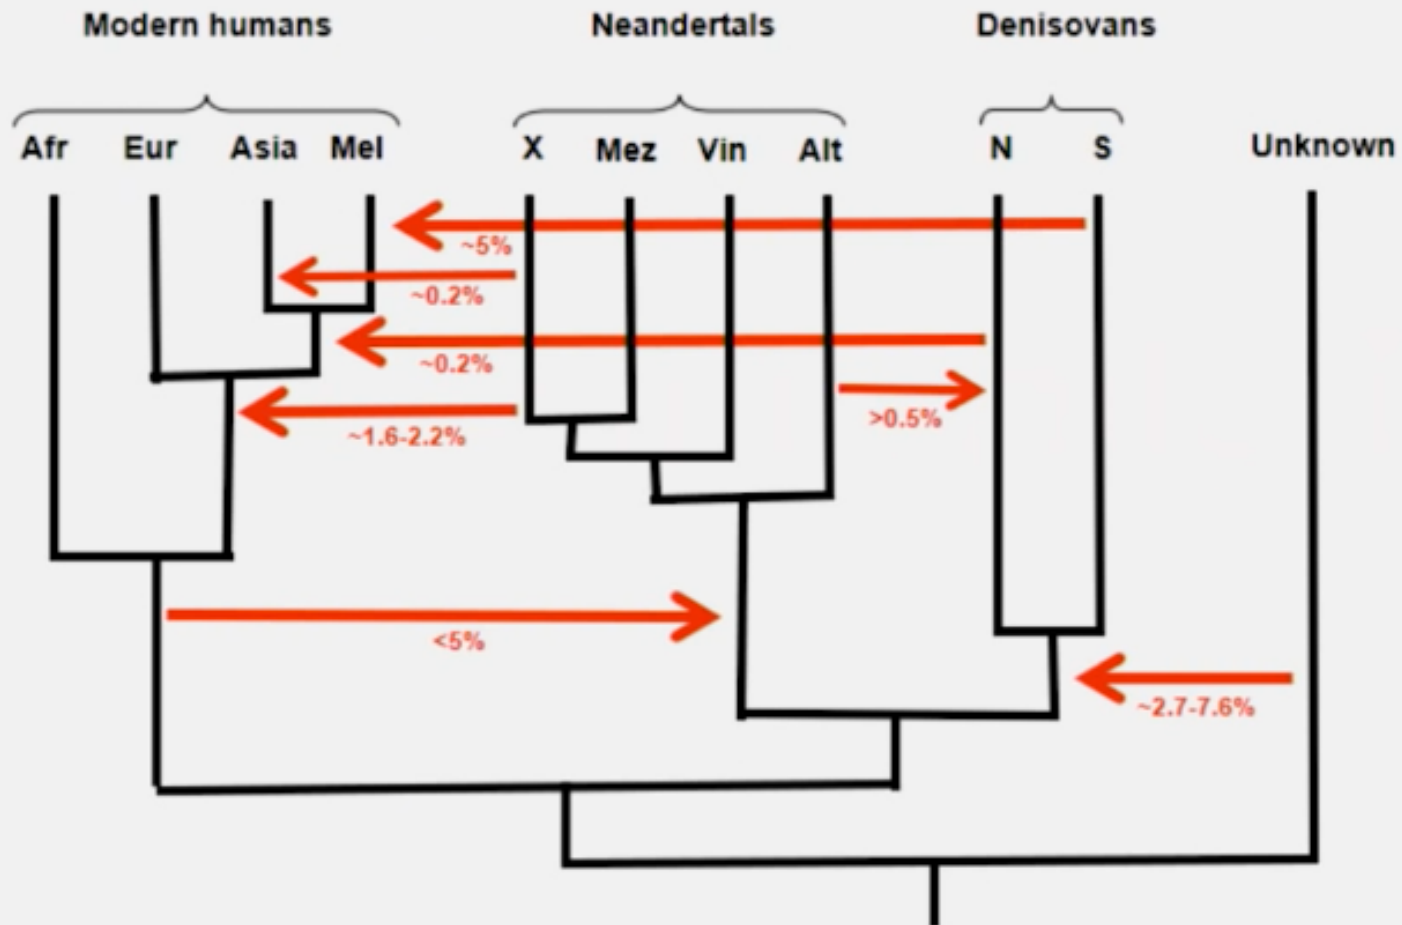 Modern humans
Neandertals
Denisovans
Afr Eur Asia Mel
X Mez Vin Alt
N S
Unknown
~5%
~0.2%
~0.2%
>0.5%
~1.6-2.2%
<5%
~2.7-7.6%